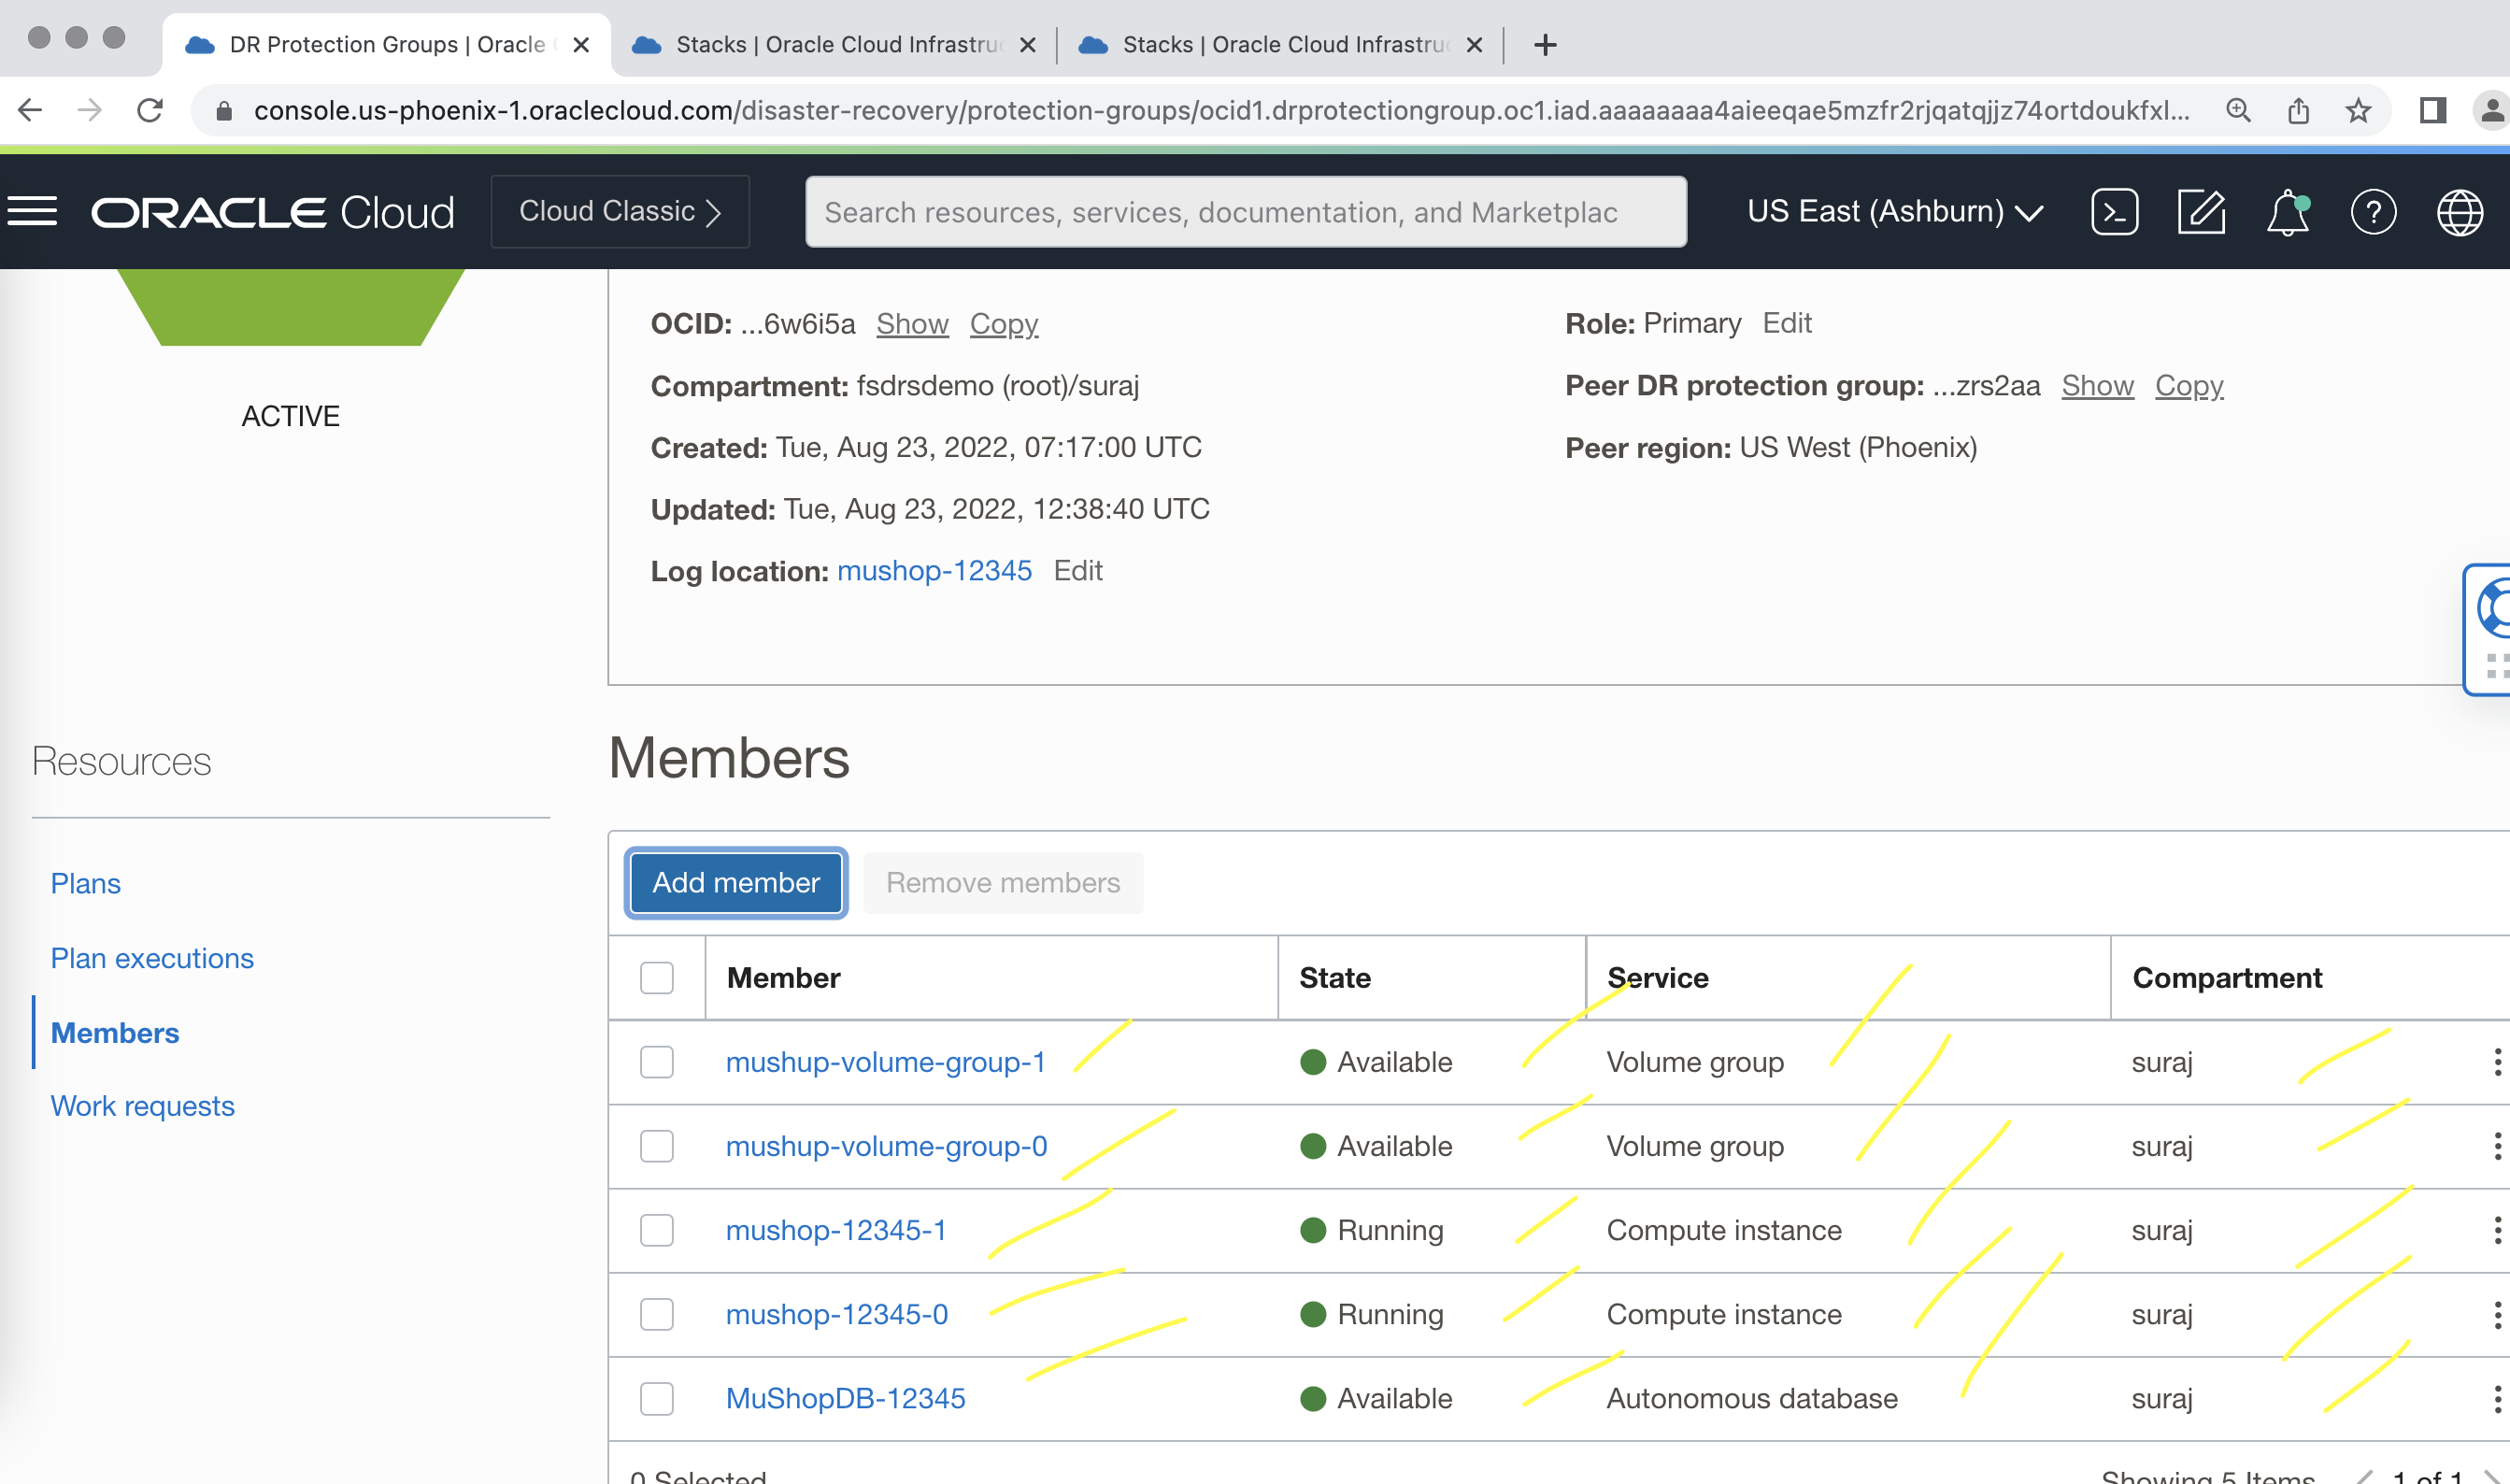 DR Protection Groups | Oracle
Stacks | Oracle Cloud Infrastru
Stacks | Oracle Cloud Infrastru
console.us-phoenix-1.oraclecloud.com/disaster-recovery/protection-groups/ocid1.drprotectiongroup.oc1.iad.aaaaaaaa4aieeqae5mzfr2rjqatqjjz74ortdoukfxl...
ORACLE Cloud
Cloud Classic
Search resources, services, documentation, and Marketplac
US East (Ashburn)
ACTIVE
OCID: ...6w6i5a Show Copy
Compartment: fsdrsdemo (root)/suraj
Created: Tue, Aug 23, 2022, 07:17:00 UTC
Updated: Tue, Aug 23, 2022, 12:38:40 UTC
Log location: mushop-12345 Edit
Role: Primary Edit
Peer DR protection group: ...zrs2aa Show Copy
Peer region: US West (Phoenix)
Resources
Plans
Plan executions
Members
Work requests
Members
Add member Remove members
Member State Service Compartment
mushup-volume-group-1 Available Volume group suraj
mushup-volume-group-0 Available Volume group suraj
mushop-12345-1 Running Compute instance suraj
mushop-12345-0 Running Compute instance suraj
MuShopDB-12345 Available Autonomous database suraj
0 Selected Showing 5 Items 1 of 1